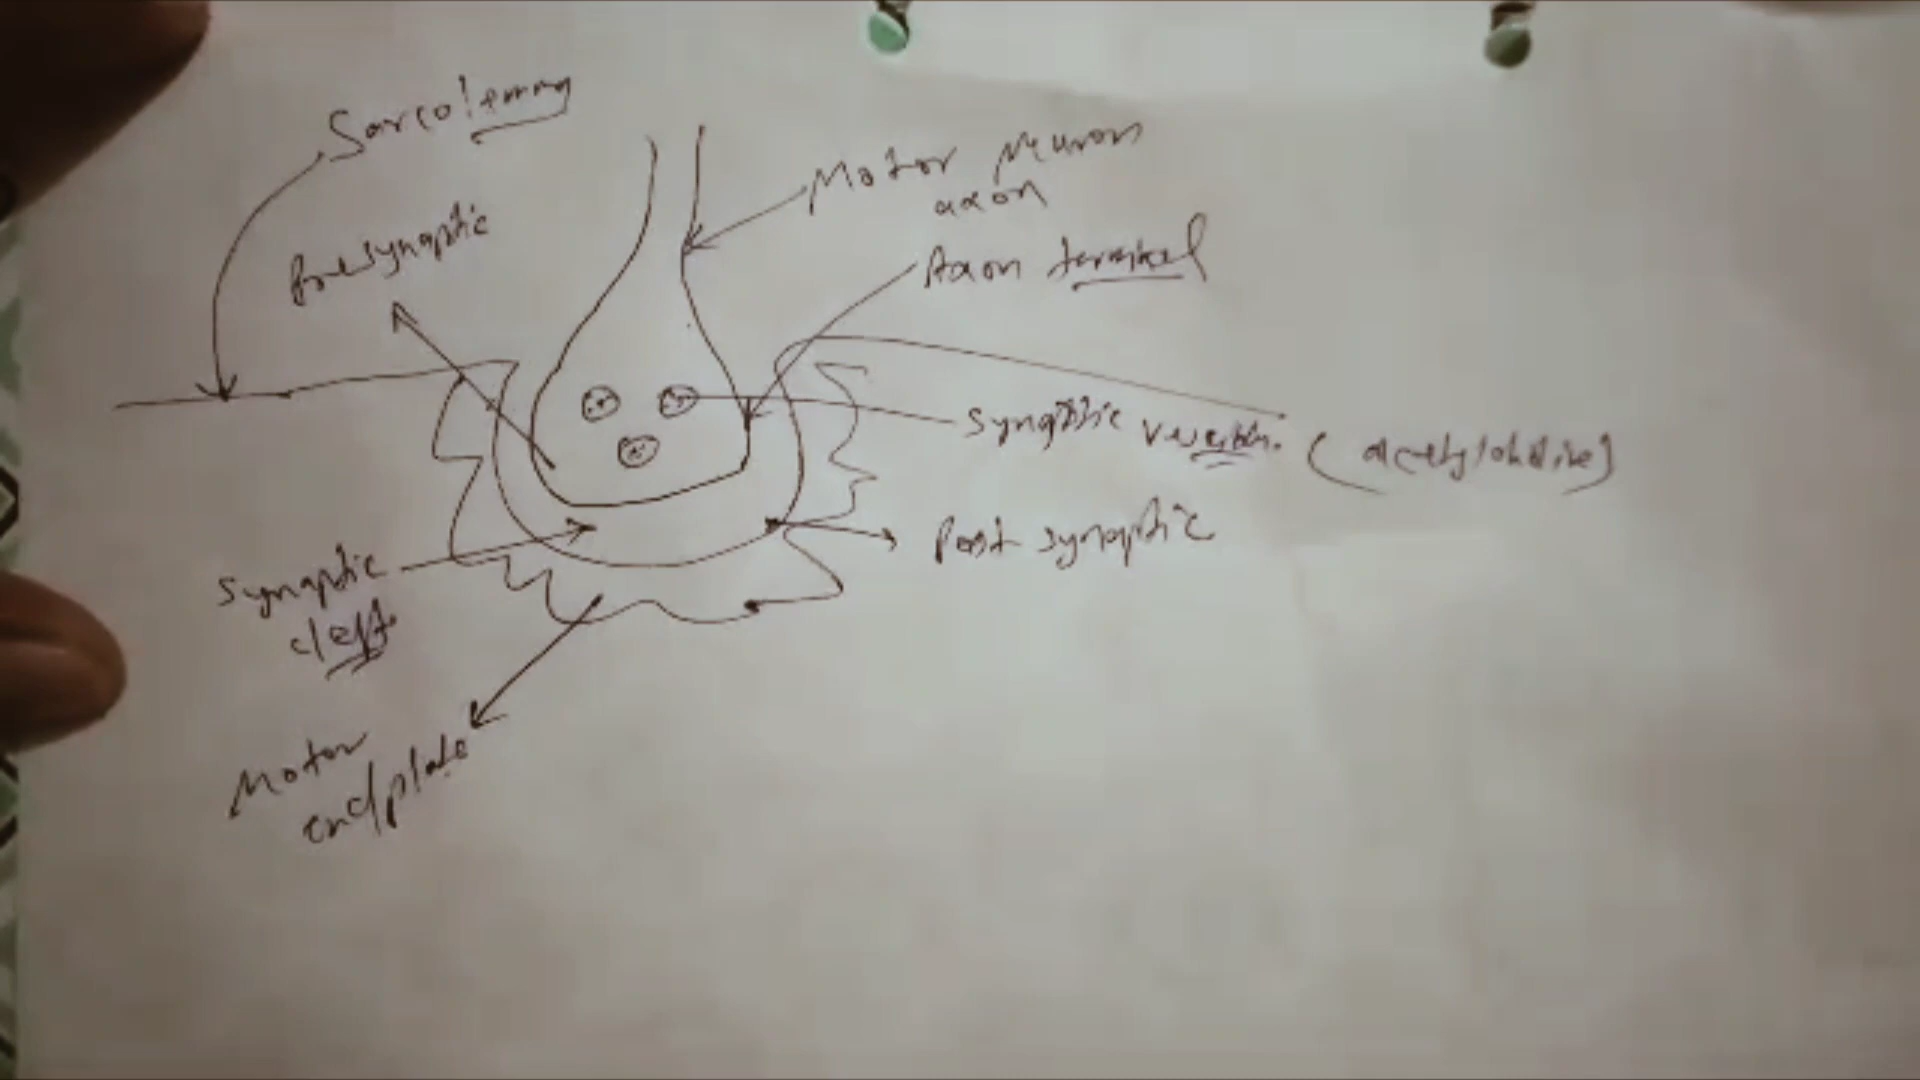 Sarcolemma
Motor Neuron
axon
Presynaptic
Axon terminal
Synaptic vesicles. (acetylcholine)
Post synaptic
Synaptic
cleft
Motor
endplate